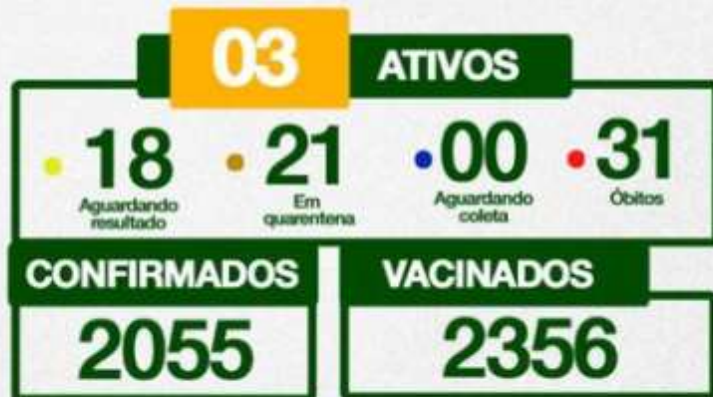 03 ATIVOS
18 21 00 31
Aguardando resultado
Em quarentena
Aguardando coleta
Óbitos
CONFIRMADOS VACINADOS
2055 2356